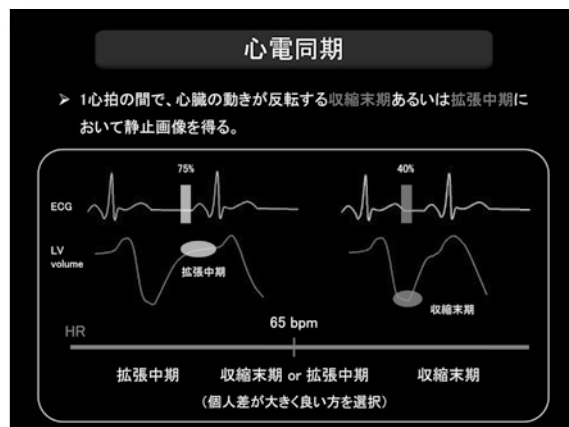 心電同期
➤ 1心拍の間で、心臓の動きが反転する収縮末期あるいは拡張中期に
おいて静止画像を得る。
75%
40%
ECG
LV
volume
拡張中期
収縮末期
65 bpm
HR
拡張中期 収縮末期 or 拡張中期 収縮末期
(個人差が大きく良い方を選択)